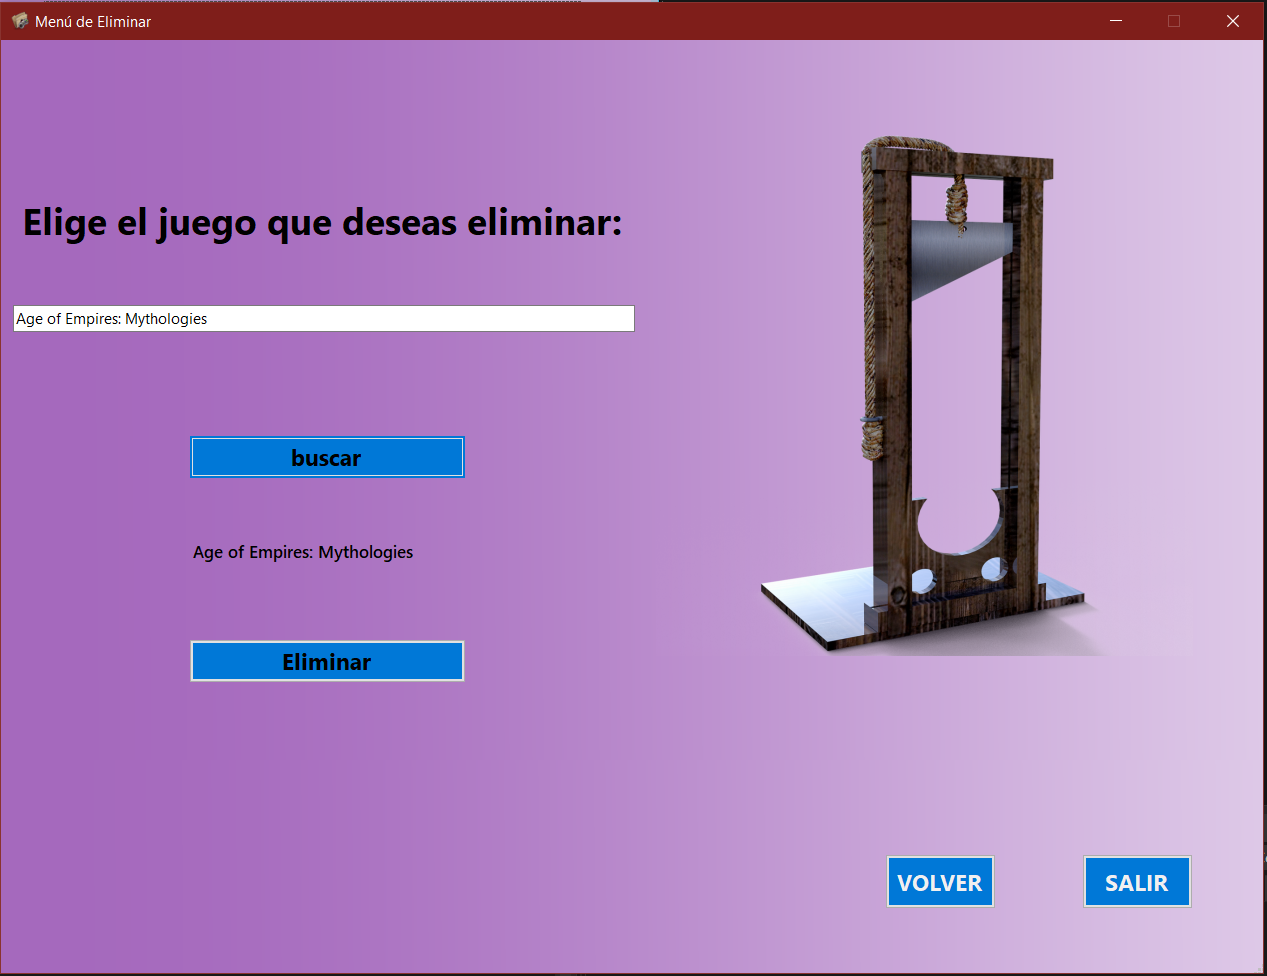 Menú de Eliminar
Elige el juego que deseas eliminar:
Age of Empires: Mythologies
buscar
Age of Empires: Mythologies
Eliminar
VOLVER
SALIR